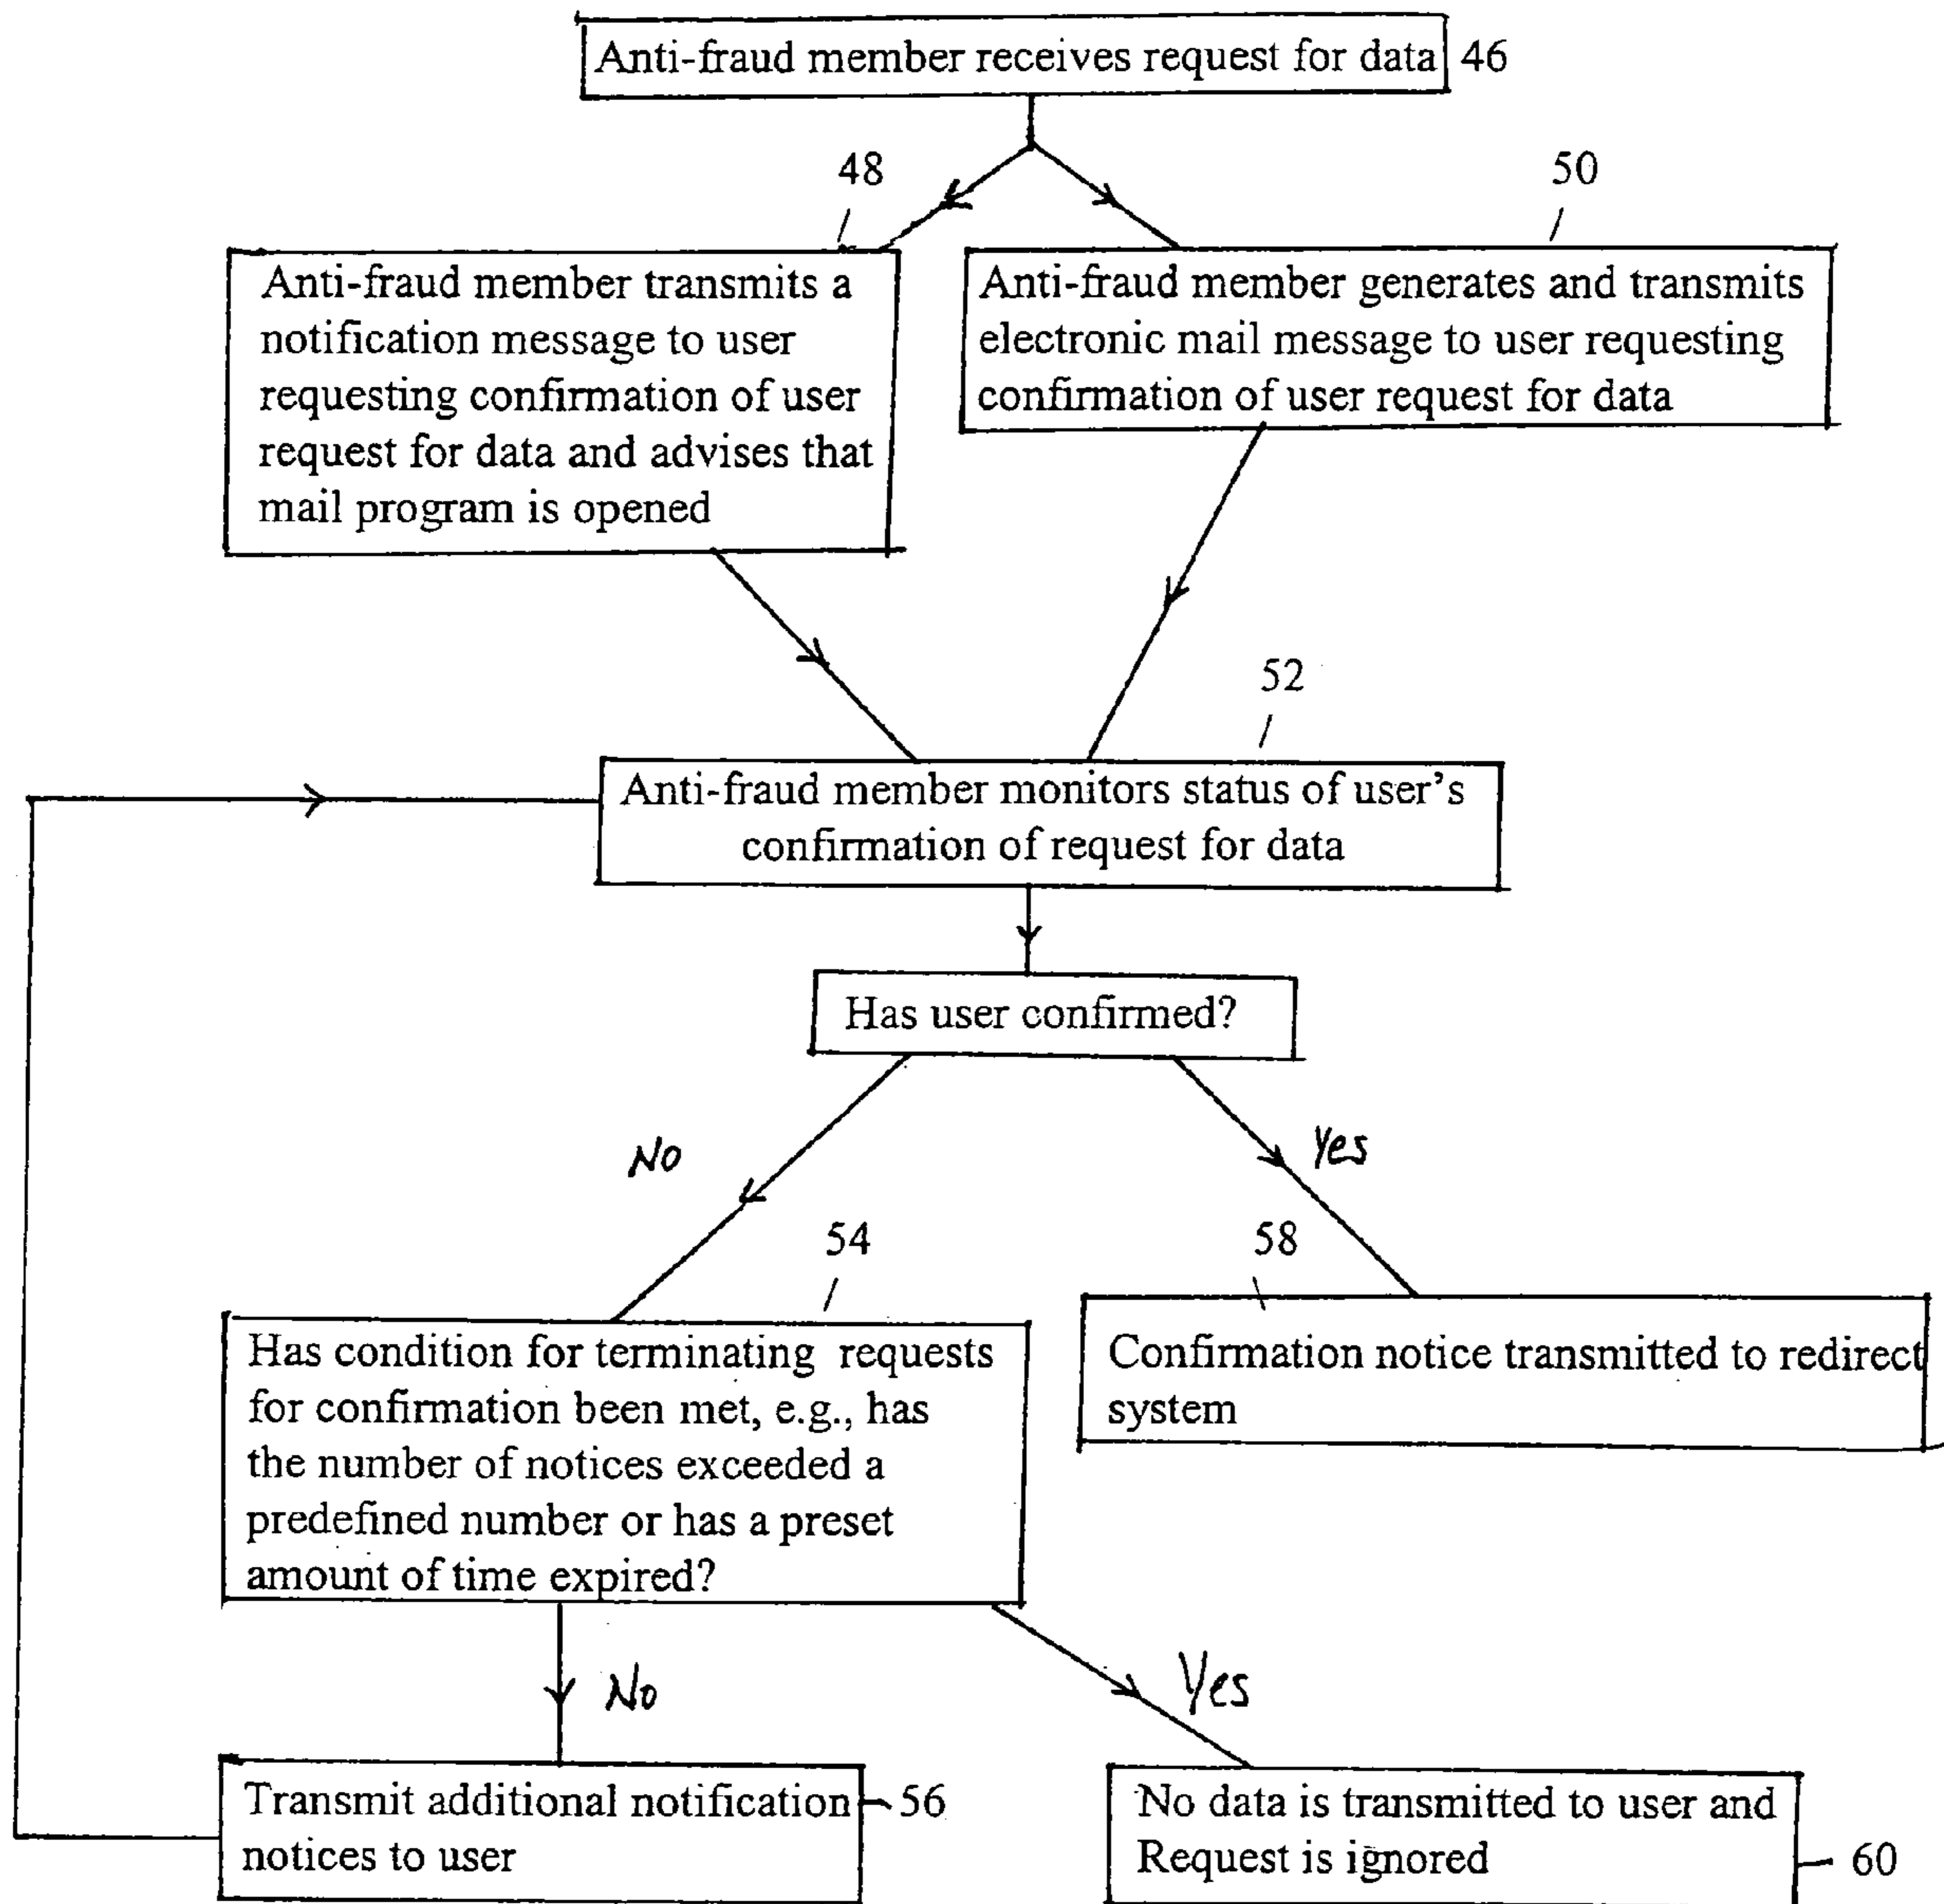 Anti-fraud member receives request for data 46
48
50
Anti-fraud member transmits a
notification message to user
requesting confirmation of user
request for data and advises that
mail program is opened
Anti-fraud member generates and transmits
electronic mail message to user requesting
confirmation of user request for data
52
Anti-fraud member monitors status of user's
confirmation of request for data
Has user confirmed?
No
Yes
54
58
Has condition for terminating requests
for confirmation been met, e.g., has
the number of notices exceeded a
predefined number or has a preset
amount of time expired?
Confirmation notice transmitted to redirect
system
No
Yes
Transmit additional notification
notices to user
56
No data is transmitted to user and
Request is ignored
60